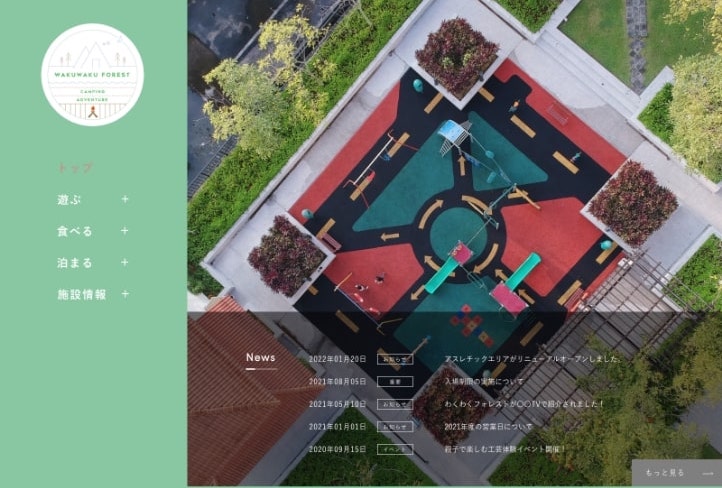 WAKUWAKU FOREST
CAMPING
ADVENTURE
トップ
遊ぶ +
食べる +
泊まる +
施設情報 +
News
2022年01月20日 お知らせ アスレチックエリアがリニューアルオープンしました。
2021年08月05日 重要 入場制限の実施について
2021年05月10日 お知らせ わくわくフォレストが〇〇TVで紹介されました！
2021年01月01日 お知らせ 2021年度の営業日について
2020年09月15日 イベント 親子で楽しむ工芸体験イベント開催！
もっと見る